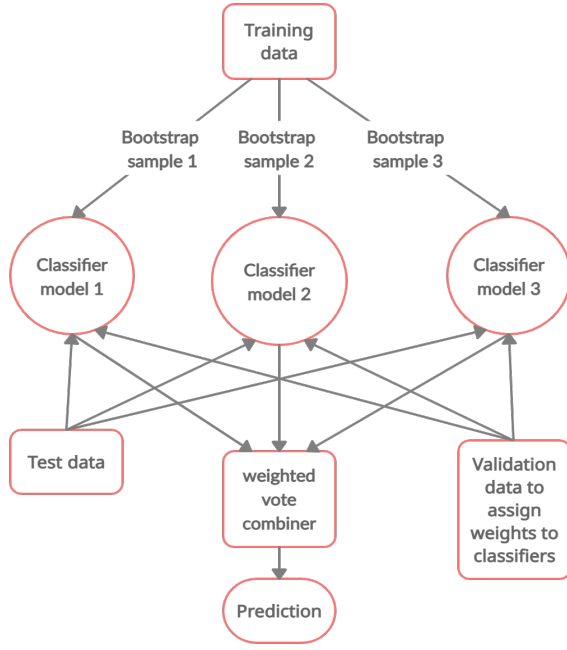 Training
data
Bootstrap
sample 1
Bootstrap
sample 2
Bootstrap
sample 3
Classifier
model 1
Classifier
model 2
Classifier
model 3
Test data
weighted
vote
combiner
Validation
data to
assign
weights to
classifiers
Prediction